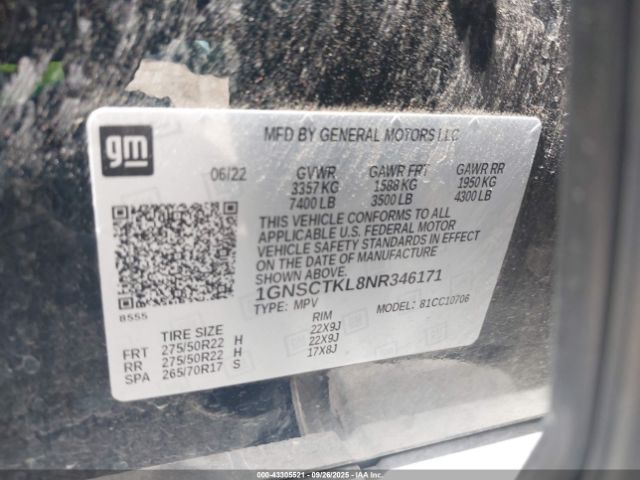 gm
MFD BY GENERAL MOTORS LLC
06/22 GVWR GAWR FRT GAWR RR
3357 KG 1588 KG 1950 KG
7400 LB 3500 LB 4300 LB
THIS VEHICLE CONFORMS TO ALL
APPLICABLE U.S. FEDERAL MOTOR
VEHICLE SAFETY STANDARDS IN EFFECT
ON THE DATE OF MANUFACTURE
SHOWN ABOVE.
1GNSCTKL8NR346171
TYPE: MPV MODEL: 81CC10706
8555
TIRE SIZE RIM
FRT 275/50R22 H 22X9J
RR 275/50R22 H 22X9J
SPA 265/70R17 S 17X8J
000-43305521 09/26/2025 IAAI.COM